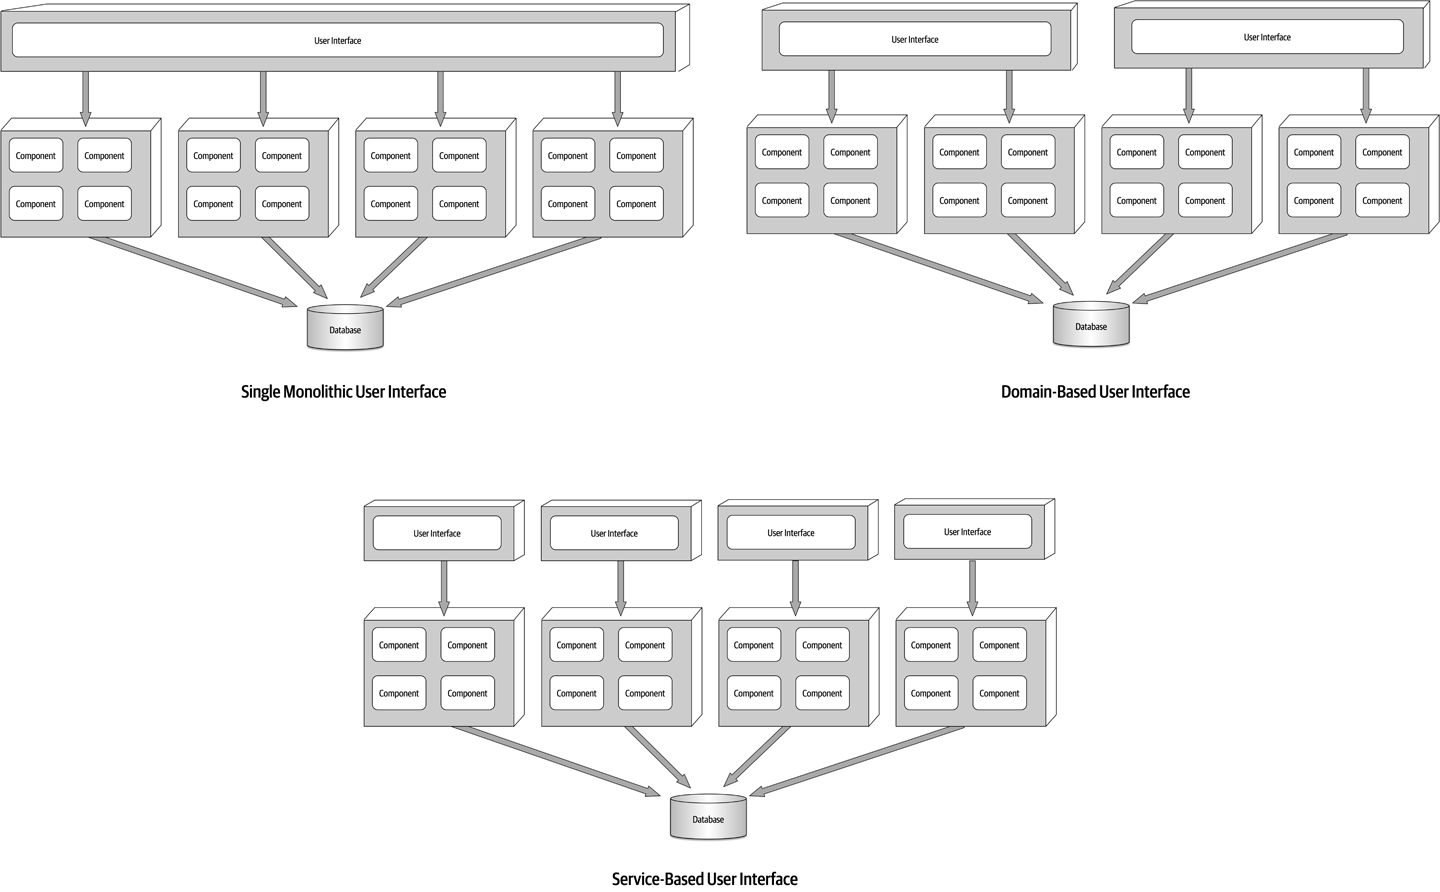 User Interface
User Interface
User Interface
Component Component Component Component Component Component Component Component
Component Component Component Component Component Component Component Component
Database
Component Component Component Component Component Component Component Component
Component Component Component Component Component Component Component Component
Database
Single Monolithic User Interface
Domain-Based User Interface
User Interface
User Interface
User Interface
User Interface
Component Component Component Component Component Component Component Component
Component Component Component Component Component Component Component Component
Database
Service-Based User Interface